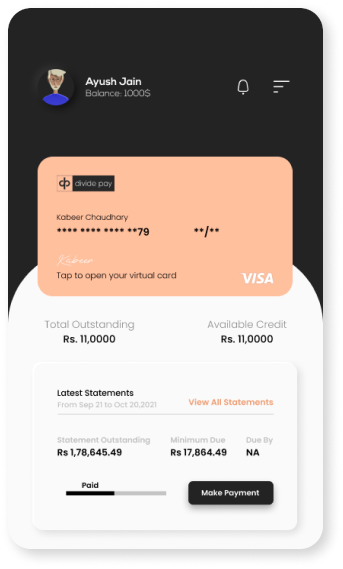 Ayush Jain
Balance: 1000$
dp divide pay
Kabeer Chaudhary
**** **** **** **79 **/**
Kabeer
Tap to open your virtual card VISA
Total Outstanding Available Credit
Rs. 11,0000 Rs. 11,0000
Latest Statements
From Sep 21 to Oct 20,2021 View All Statements
Statement Outstanding Minimum Due Due By
Rs 1,78,645.49 Rs 17,864.49 NA
Paid
Make Payment